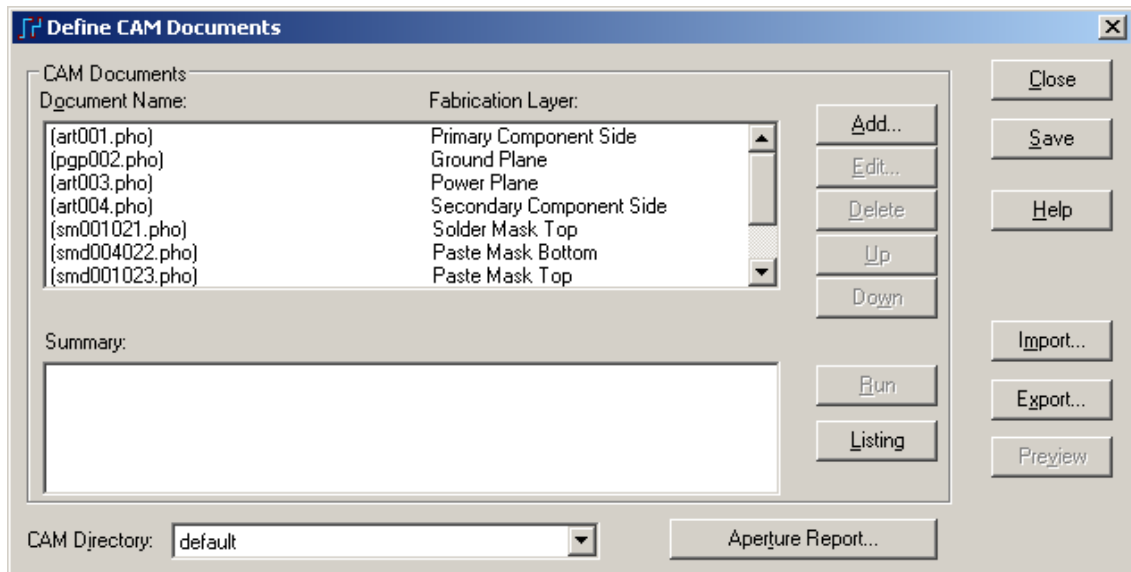 Define CAM Documents
CAM Documents
Document Name: Fabrication Layer:
(art001.pho) Primary Component Side
(pgp002.pho) Ground Plane
(art003.pho) Power Plane
(art004.pho) Secondary Component Side
(sm001021.pho) Solder Mask Top
(smd004022.pho) Paste Mask Bottom
(smd001023.pho) Paste Mask Top
Add...
Edit...
Delete
Up
Down
Summary:
Run
Listing
Close
Save
Help
Import...
Export...
Preview
CAM Directory: default
Aperture Report...